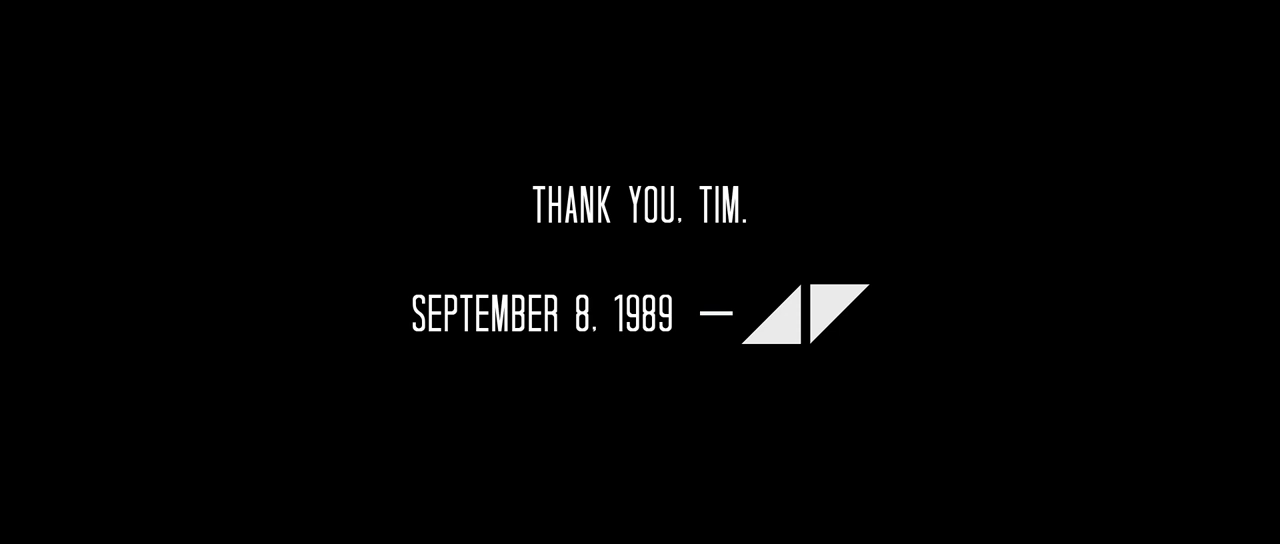 THANK YOU, TIM.
SEPTEMBER 8, 1989 —